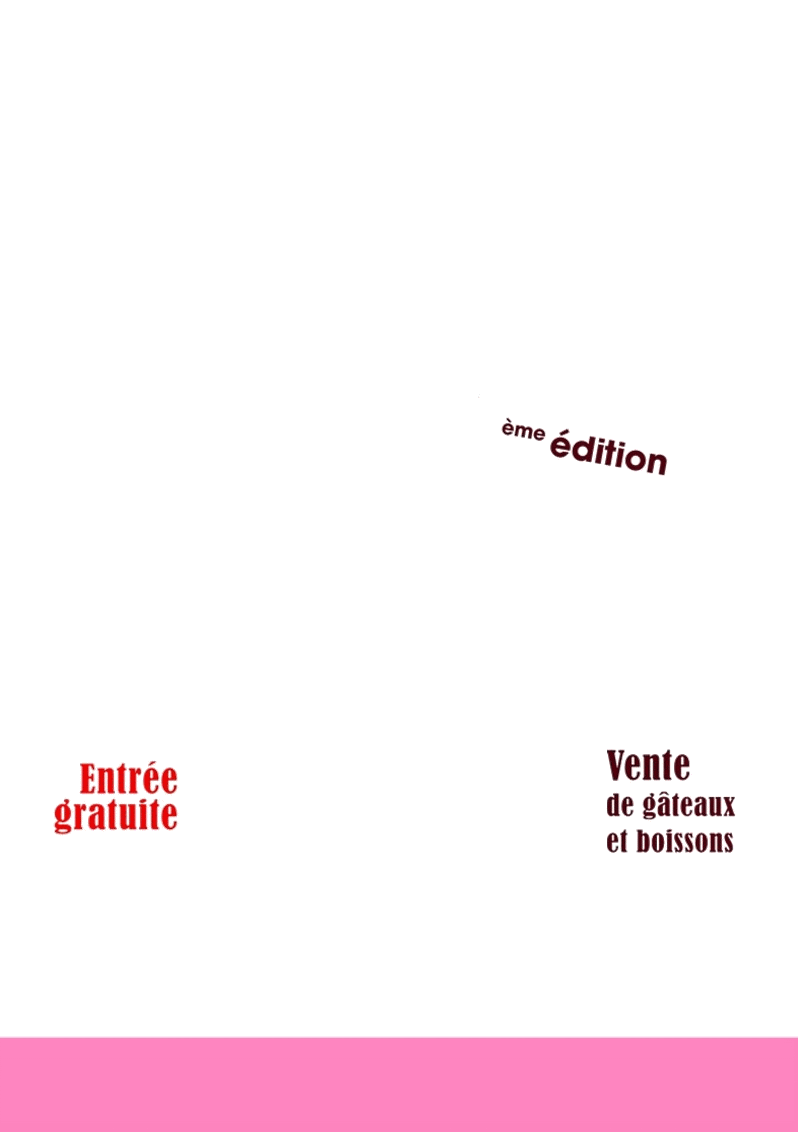 ème édition
Entrée
gratuite
Vente
de gâteaux
et boissons